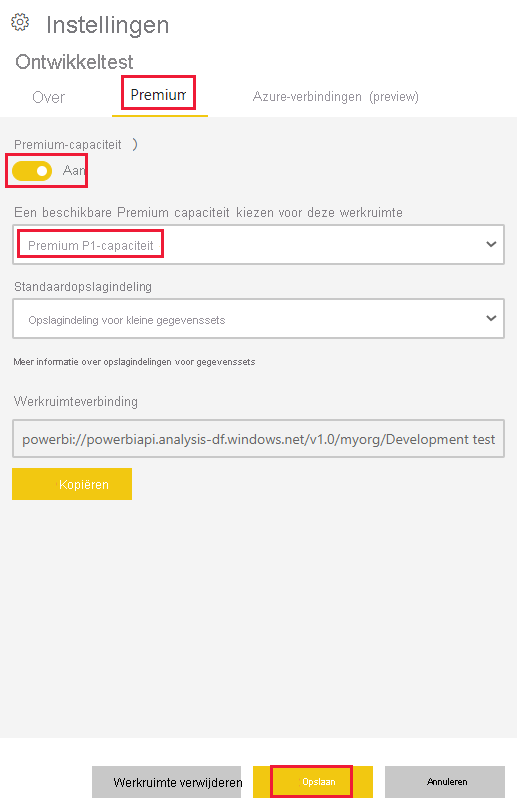 Instellingen
Ontwikkeltest
Over Premium Azure-verbindingen (preview)
Premium-capaciteit )
Aan
Een beschikbare Premium capaciteit kiezen voor deze werkruimte
Premium P1-capaciteit
Standaardopslagindeling
Opslagindeling voor kleine gegevenssets
Meer informatie over opslagindelingen voor gegevenssets
Werkruimteverbinding
powerbi://powerbiapi.analysis-df.windows.net/v1.0/myorg/Development test
Kopiëren
Werkruimte verwijderen Opslaan Annuleren